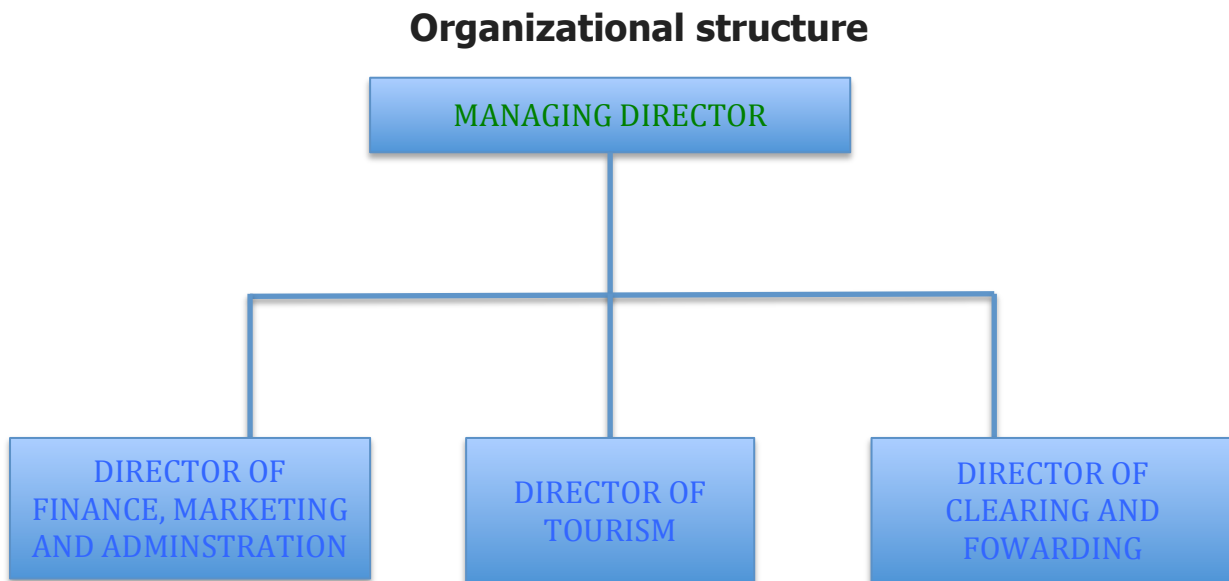 Organizational structure
MANAGING DIRECTOR
DIRECTOR OF
FINANCE, MARKETING
AND ADMINSTRATION
DIRECTOR OF
TOURISM
DIRECTOR OF
CLEARING AND
FOWARDING